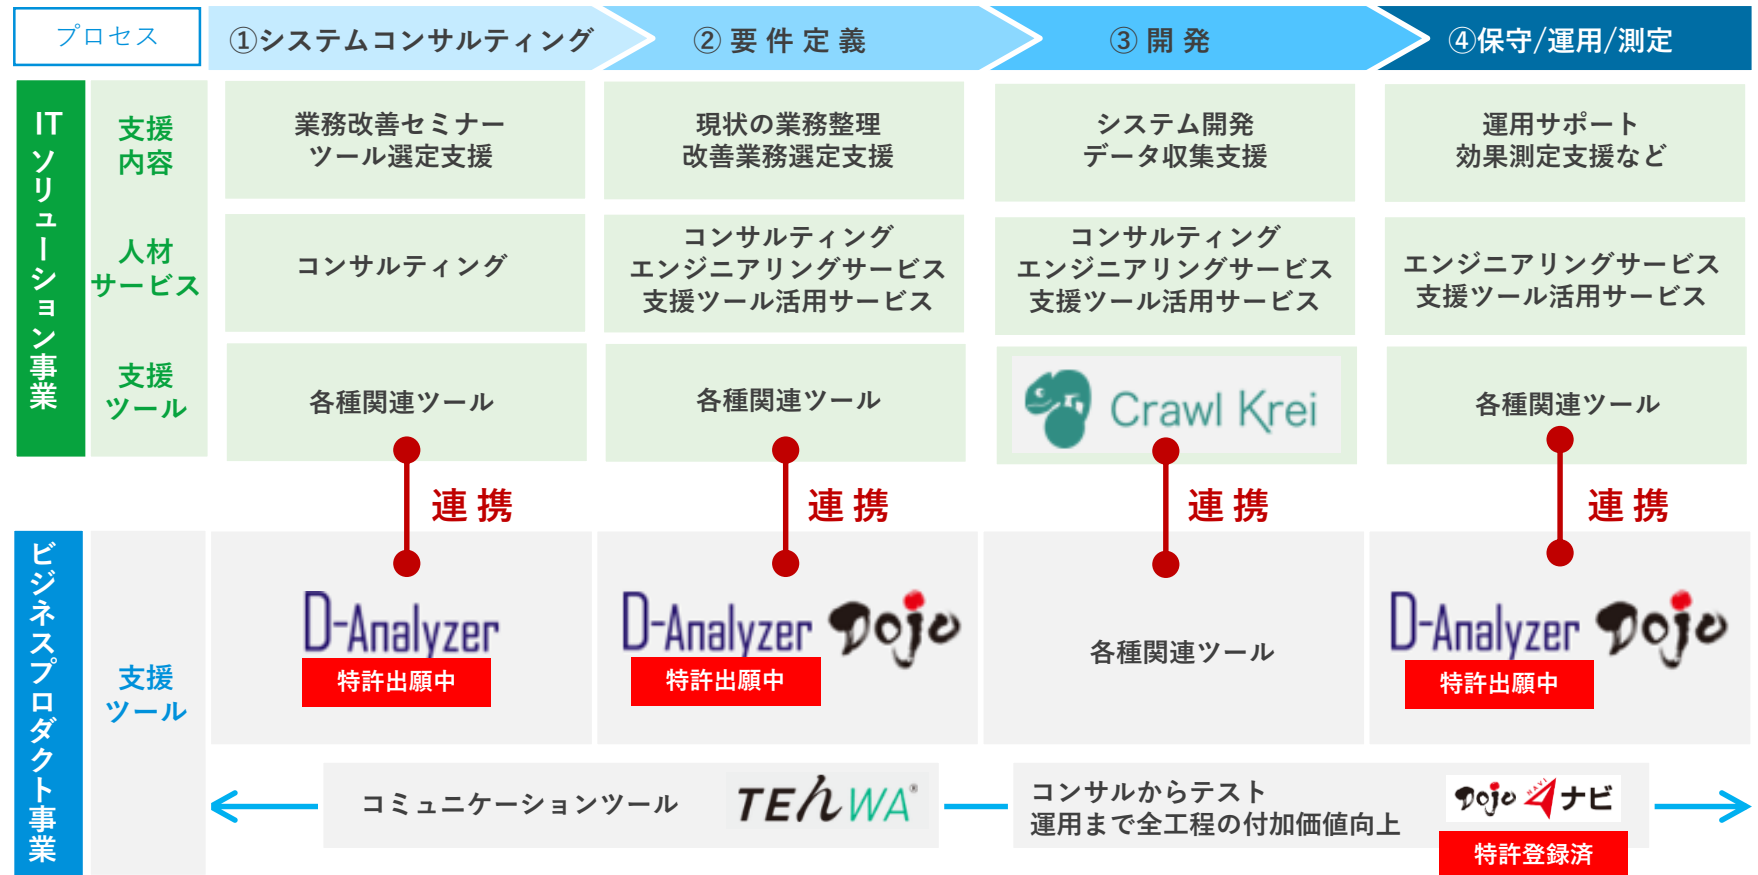 プロセス
①システムコンサルティング
②要件定義
③開発
④保守/運用/測定
ITソリューション事業
支援
内容
業務改善セミナー
ツール選定支援
現状の業務整理
改善業務選定支援
システム開発
データ収集支援
運用サポート
効果測定支援など
人材
サービス
コンサルティング
コンサルティング
エンジニアリングサービス
支援ツール活用サービス
コンサルティング
エンジニアリングサービス
支援ツール活用サービス
エンジニアリングサービス
支援ツール活用サービス
支援
ツール
各種関連ツール
各種関連ツール
Crawl Krei
各種関連ツール
連携
連携
連携
連携
ビジネスプロダクト事業
支援
ツール
D-Analyzer
特許出願中
D-Analyzer
Dojo
特許出願中
各種関連ツール
D-Analyzer
Dojo
特許出願中
コミュニケーションツール
TEんWA®
コンサルからテスト
運用まで全工程の付加価値向上
Dojo NAVI ナビ
特許登録済